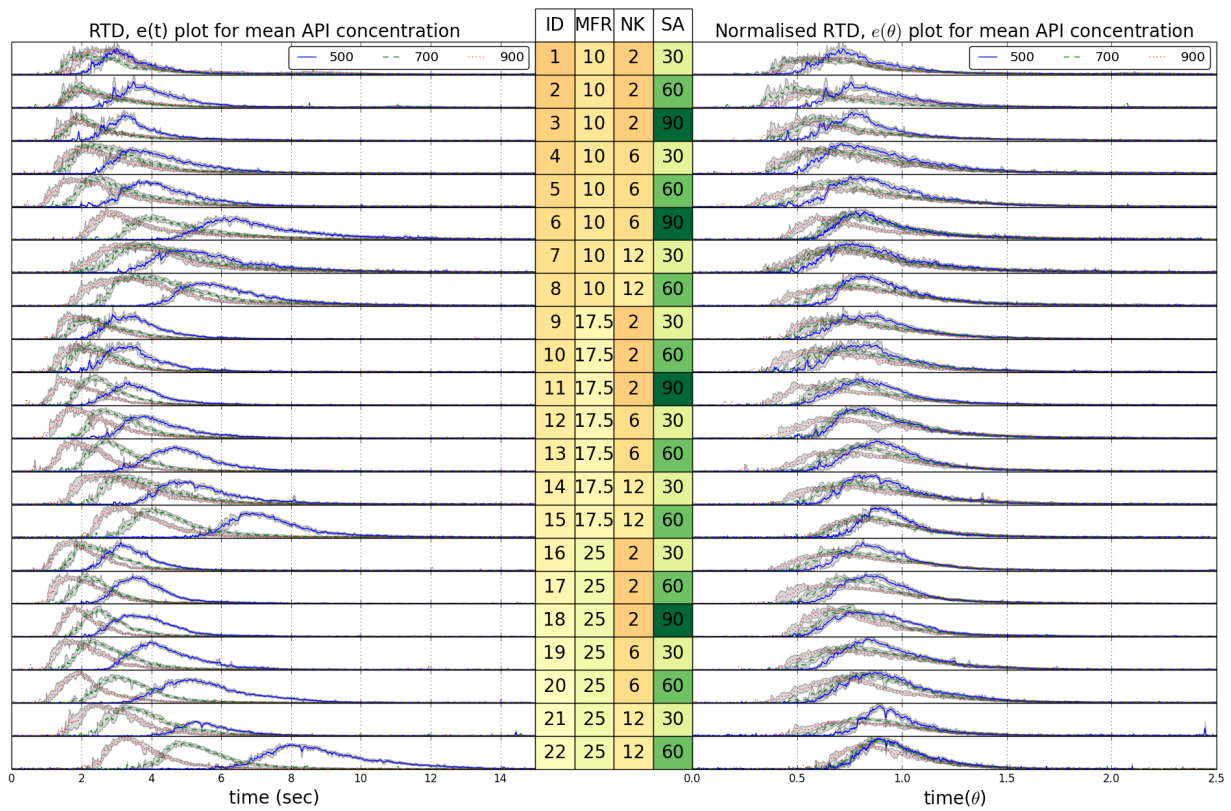 RTD, e(t) plot for mean API concentration
500 700 900
ID MFR NK SA
1 10 2 30
2 10 2 60
3 10 2 90
4 10 6 30
5 10 6 60
6 10 6 90
7 10 12 30
8 10 12 60
9 17.5 2 30
10 17.5 2 60
11 17.5 2 90
12 17.5 6 30
13 17.5 6 60
14 17.5 12 30
15 17.5 12 60
16 25 2 30
17 25 2 60
18 25 2 90
19 25 6 30
20 25 6 60
21 25 12 30
22 25 12 60
Normalised RTD, e(θ) plot for mean API concentration
500 700 900
0 2 4 6 8 10 12 14
time (sec)
0.0 0.5 1.0 1.5 2.0 2.5
time(θ)